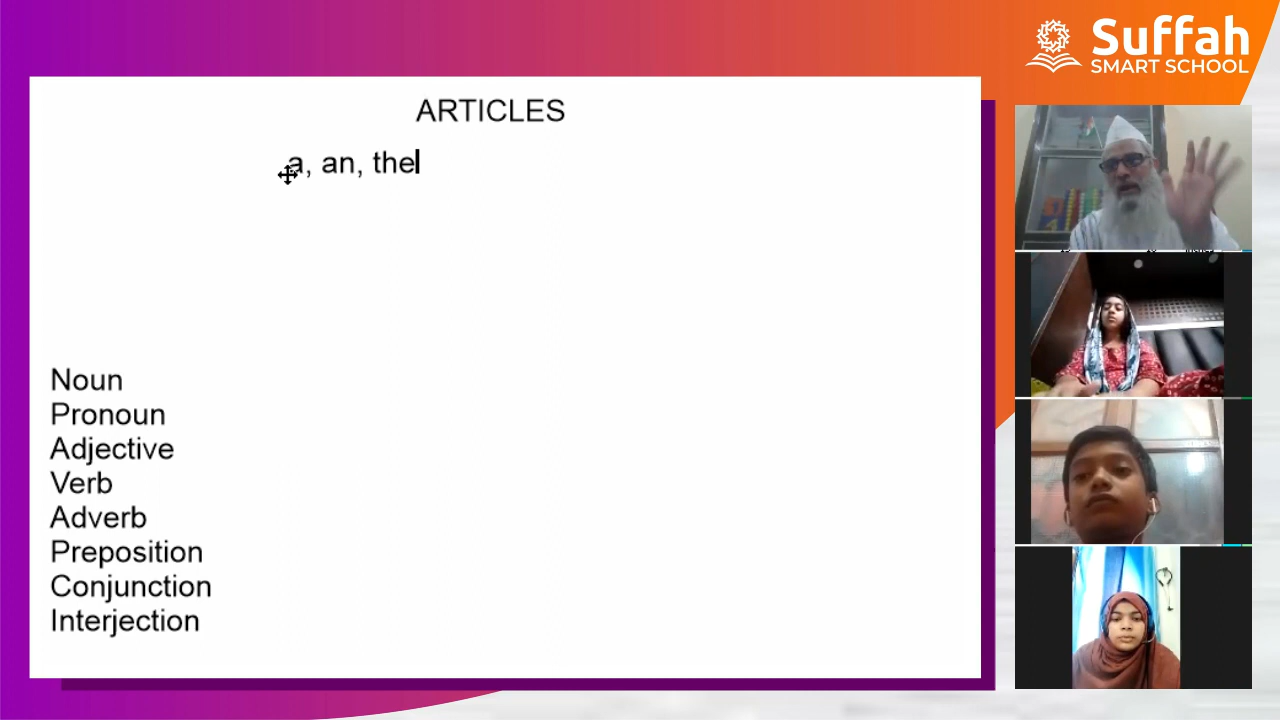 Suffah
SMART SCHOOL
ARTICLES
a, an, the
Noun
Pronoun
Adjective
Verb
Adverb
Preposition
Conjunction
Interjection